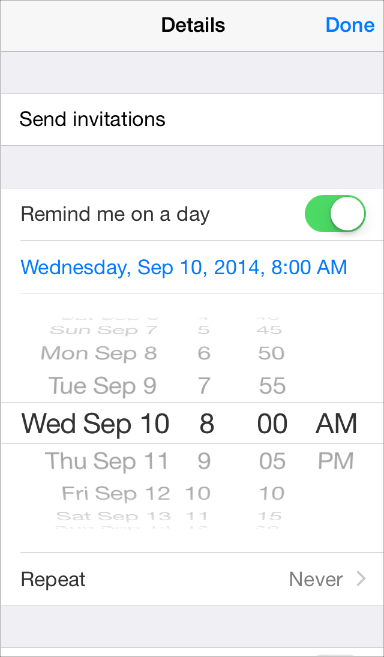 Details Done
Send invitations
Remind me on a day
Wednesday, Sep 10, 2014, 8:00 AM
Sun Sep 7 5 45
Mon Sep 8 6 50
Tue Sep 9 7 55
Wed Sep 10 8 00 AM
Thu Sep 11 9 05 PM
Fri Sep 12 10 10
Sat Sep 13 11 15
Repeat Never